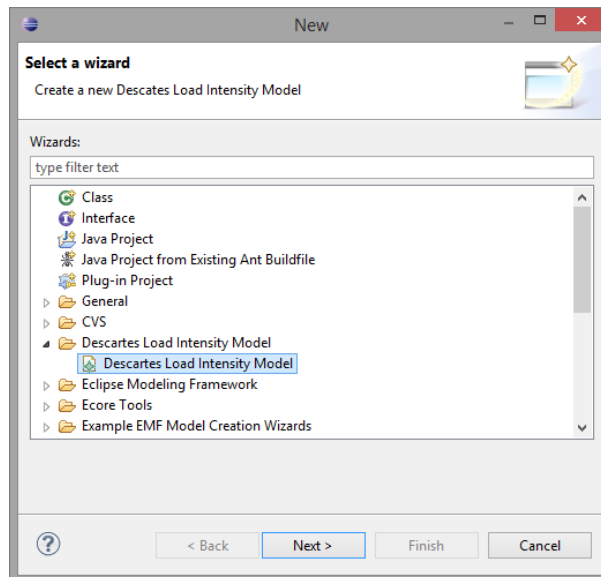 New
Select a wizard
Create a new Descates Load Intensity Model
Wizards:
type filter text
Class
Interface
Java Project
Java Project from Existing Ant Buildfile
Plug-in Project
General
CVS
Descartes Load Intensity Model
Descartes Load Intensity Model
Eclipse Modeling Framework
Ecore Tools
Example EMF Model Creation Wizards
< Back Next > Finish Cancel